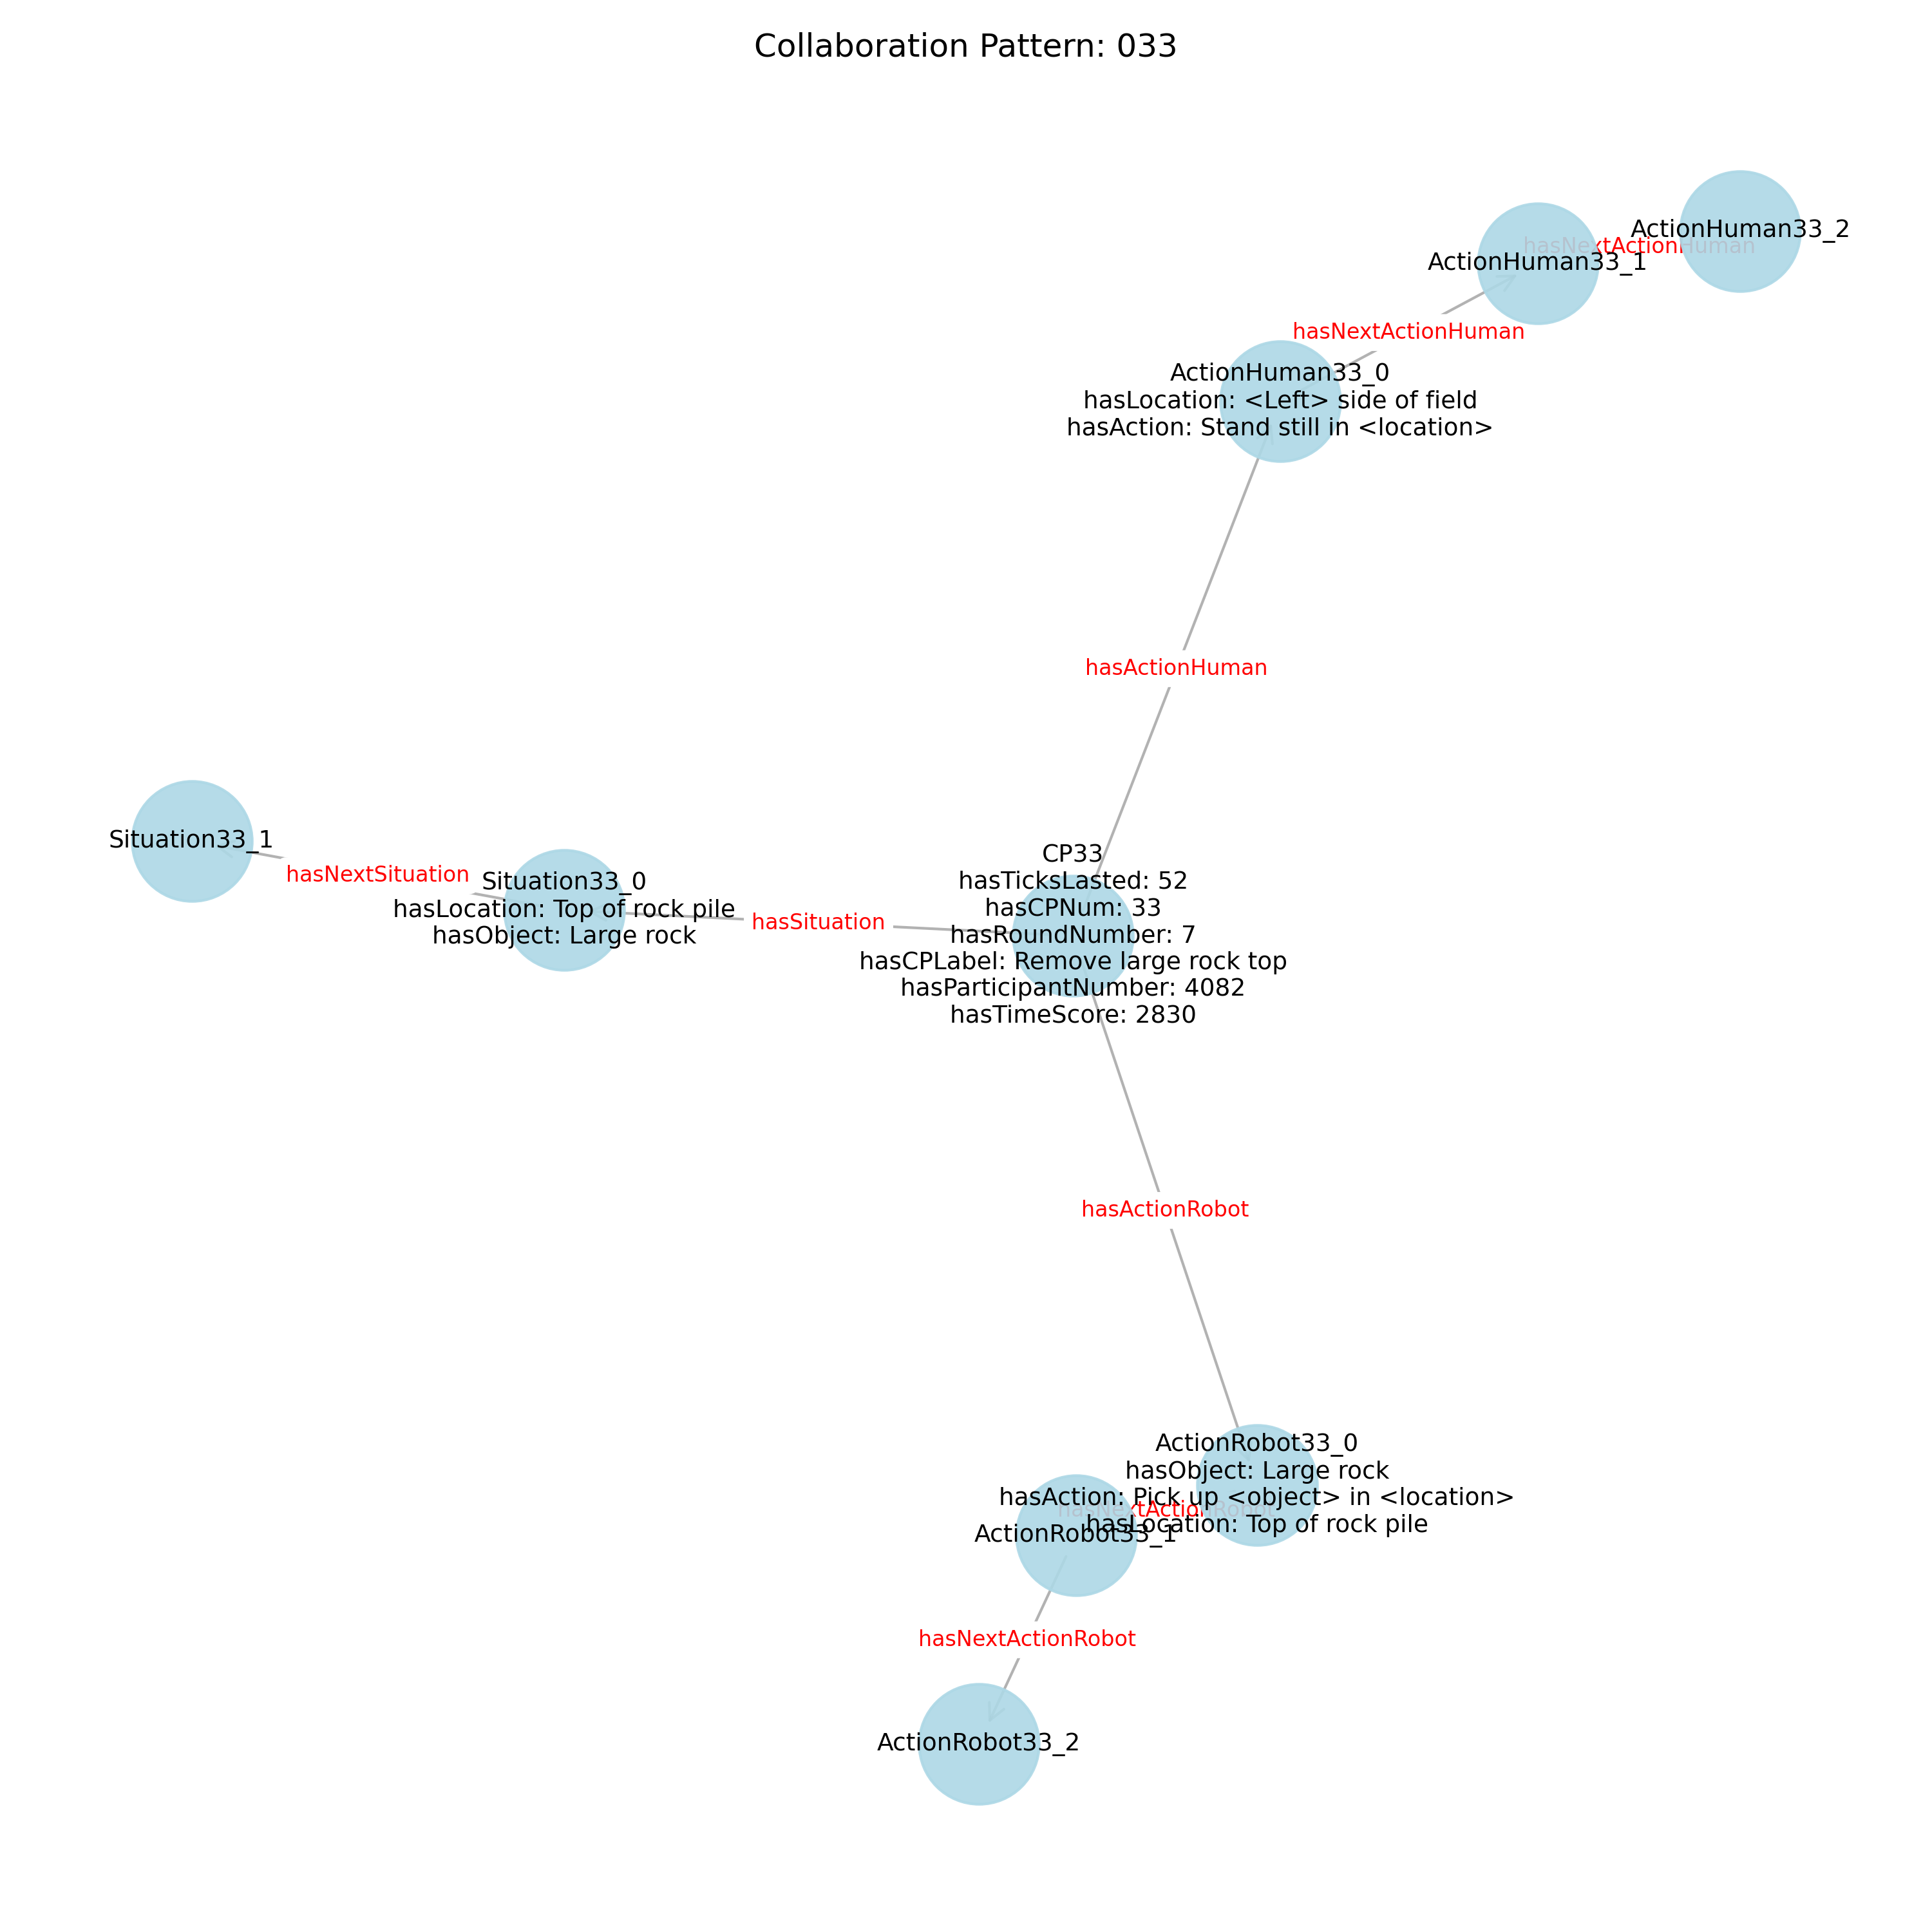 Collaboration Pattern: 033
ActionHuman33_2
hasNextActionHuman
ActionHuman33_1
hasNextActionHuman
ActionHuman33_0
hasLocation: <Left> side of field
hasAction: Stand still in <location>
hasActionHuman
Situation33_1
hasNextSituation
Situation33_0
hasLocation: Top of rock pile
hasObject: Large rock
hasSituation
CP33
hasTicksLasted: 52
hasCPNum: 33
hasRoundNumber: 7
hasCPLabel: Remove large rock top
hasParticipantNumber: 4082
hasTimeScore: 2830
hasActionRobot
ActionRobot33_0
hasObject: Large rock
hasAction: Pick up <object> in <location>
hasLocation: Top of rock pile
hasNextActionRobot
ActionRobot33_1
hasNextActionRobot
ActionRobot33_2